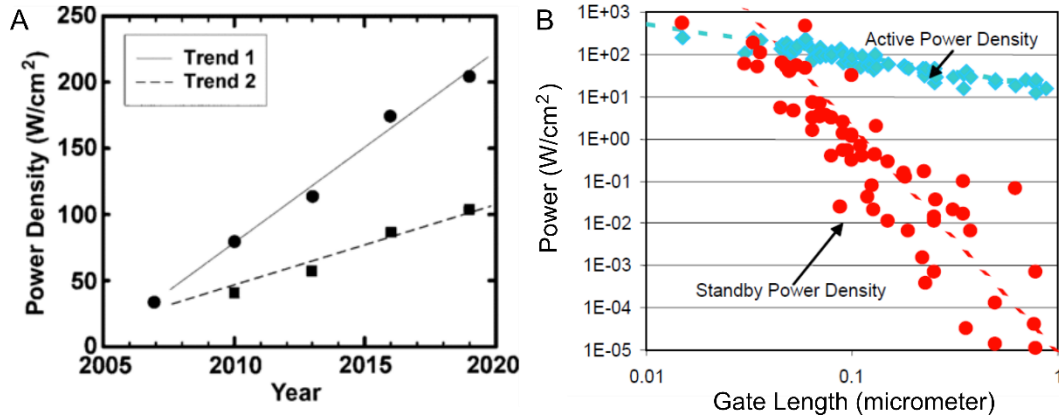 A
Power Density (W/cm²)
250
200
150
100
50
0
Trend 1
Trend 2
2005
2010
2015
2020
Year
B
Power (W/cm²)
1E+03
1E+02
1E+01
1E+00
1E-01
1E-02
1E-03
1E-04
1E-05
Active Power Density
Standby Power Density
0.01
0.1
1
Gate Length (micrometer)